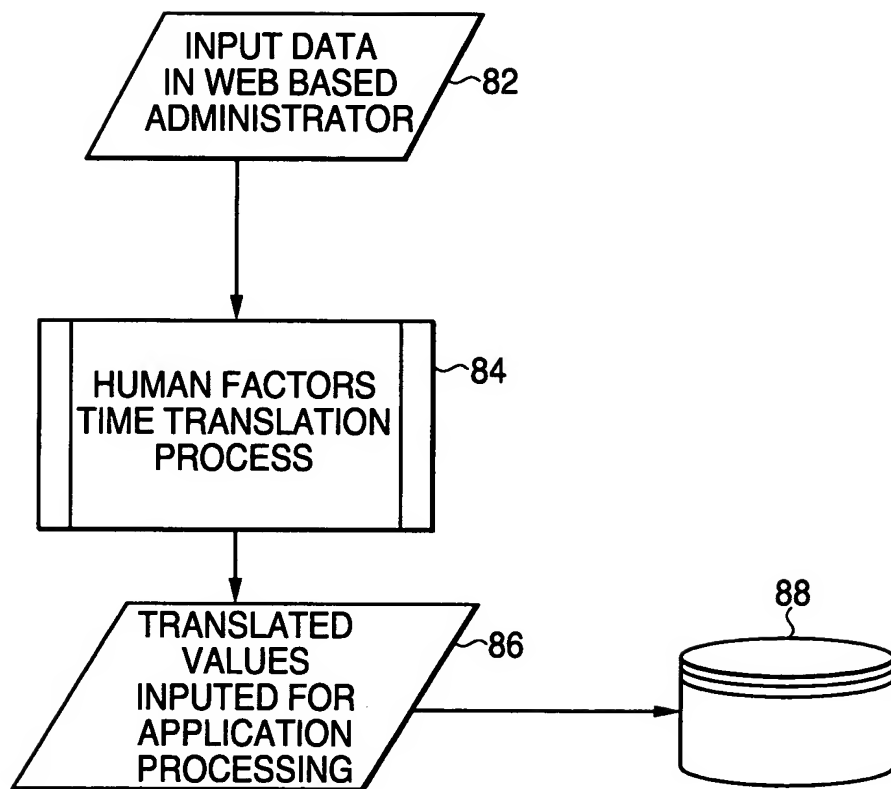 INPUT DATA
IN WEB BASED
ADMINISTRATOR
82
HUMAN FACTORS
TIME TRANSLATION
PROCESS
84
TRANSLATED
VALUES
INPUTED FOR
APPLICATION
PROCESSING
86
88